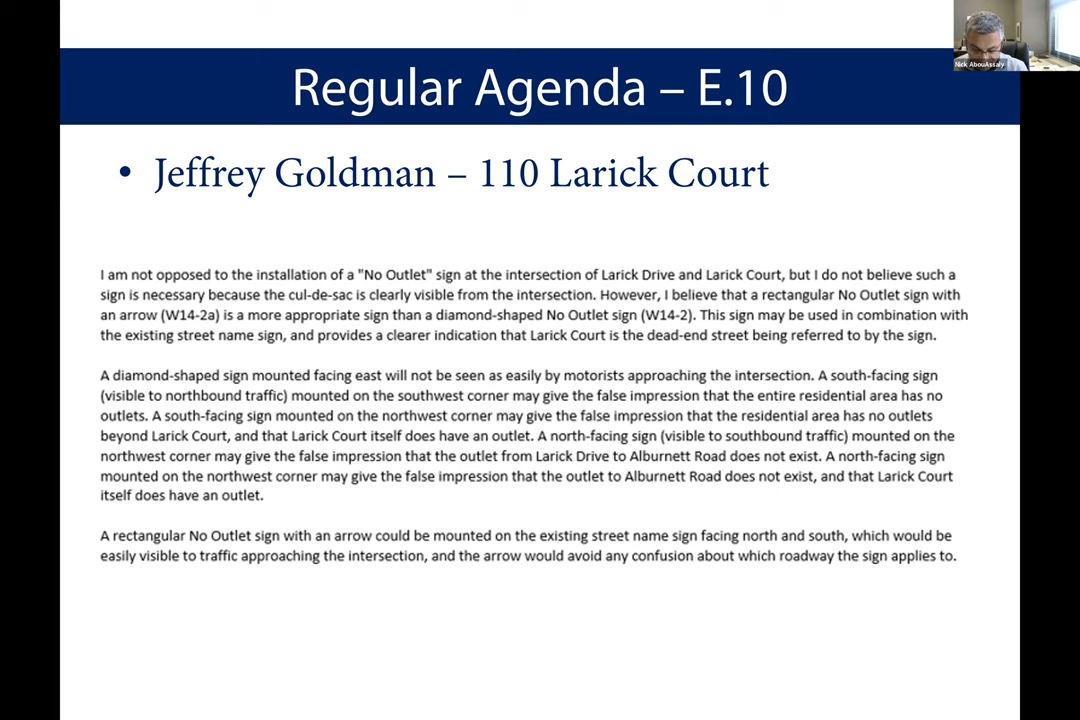 Nick AbouAssaly
Regular Agenda – E.10
• Jeffrey Goldman – 110 Larick Court
I am not opposed to the installation of a "No Outlet" sign at the intersection of Larick Drive and Larick Court, but I do not believe such a
sign is necessary because the cul-de-sac is clearly visible from the intersection. However, I believe that a rectangular No Outlet sign with
an arrow (W14-2a) is a more appropriate sign than a diamond-shaped No Outlet sign (W14-2). This sign may be used in combination with
the existing street name sign, and provides a clearer indication that Larick Court is the dead-end street being referred to by the sign.
A diamond-shaped sign mounted facing east will not be seen as easily by motorists approaching the intersection. A south-facing sign
(visible to northbound traffic) mounted on the southwest corner may give the false impression that the entire residential area has no
outlets. A south-facing sign mounted on the northwest corner may give the false impression that the residential area has no outlets
beyond Larick Court, and that Larick Court itself does have an outlet. A north-facing sign (visible to southbound traffic) mounted on the
northwest corner may give the false impression that the outlet from Larick Drive to Alburnett Road does not exist. A north-facing sign
mounted on the northwest corner may give the false impression that the outlet to Alburnett Road does not exist, and that Larick Court
itself does have an outlet.
A rectangular No Outlet sign with an arrow could be mounted on the existing street name sign facing north and south, which would be
easily visible to traffic approaching the intersection, and the arrow would avoid any confusion about which roadway the sign applies to.